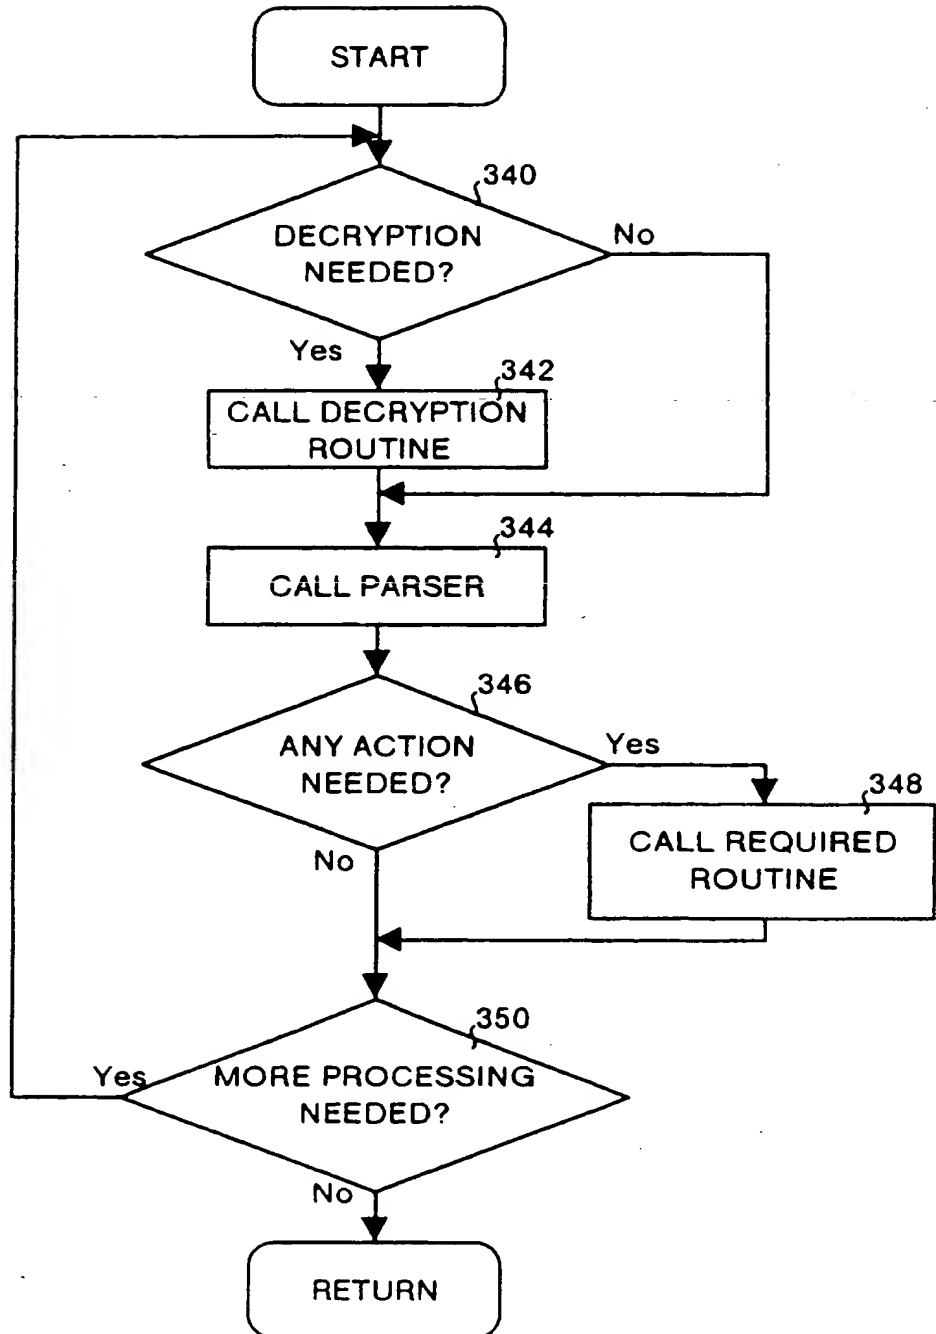 START
340
DECRYPTION
NEEDED?
No
Yes
342
CALL DECRYPTION
ROUTINE
344
CALL PARSER
346
ANY ACTION
NEEDED?
Yes
348
CALL REQUIRED
ROUTINE
No
350
Yes
MORE PROCESSING
NEEDED?
No
RETURN